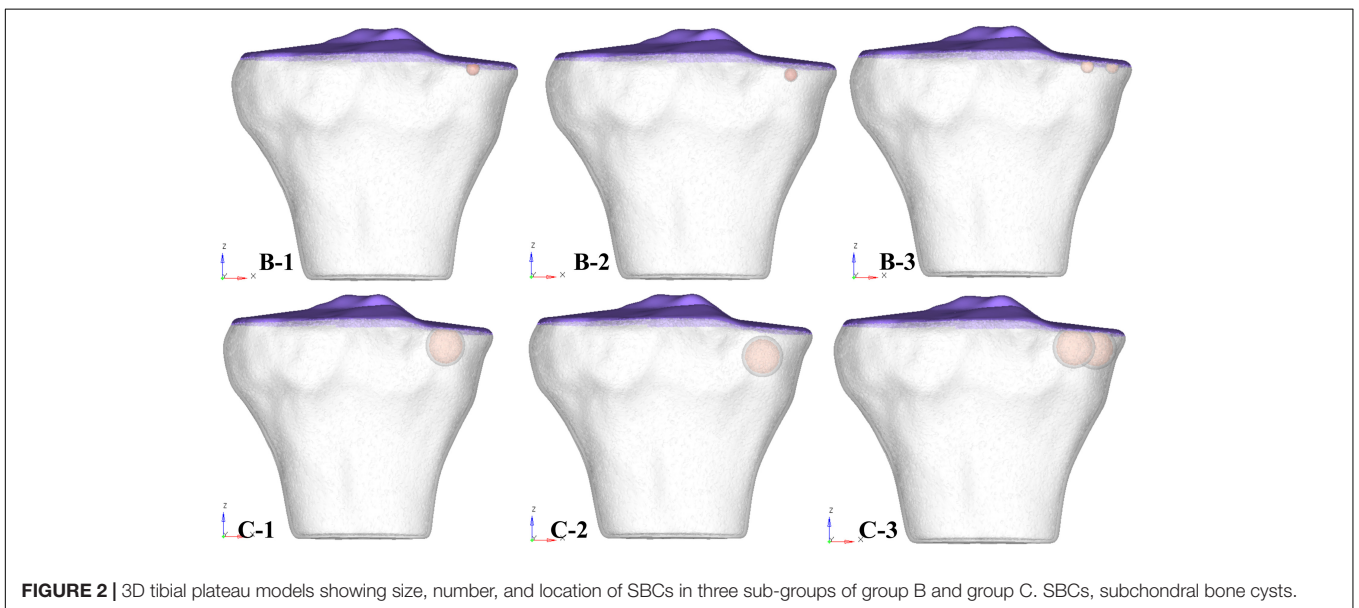 z
Y
X
B-1
z
Y
X
B-2
z
Y
X
B-3
z
Y
X
C-1
z
Y
X
C-2
z
Y
X
C-3
FIGURE 2 | 3D tibial plateau models showing size, number, and location of SBCs in three sub-groups of group B and group C. SBCs, subchondral bone cysts.